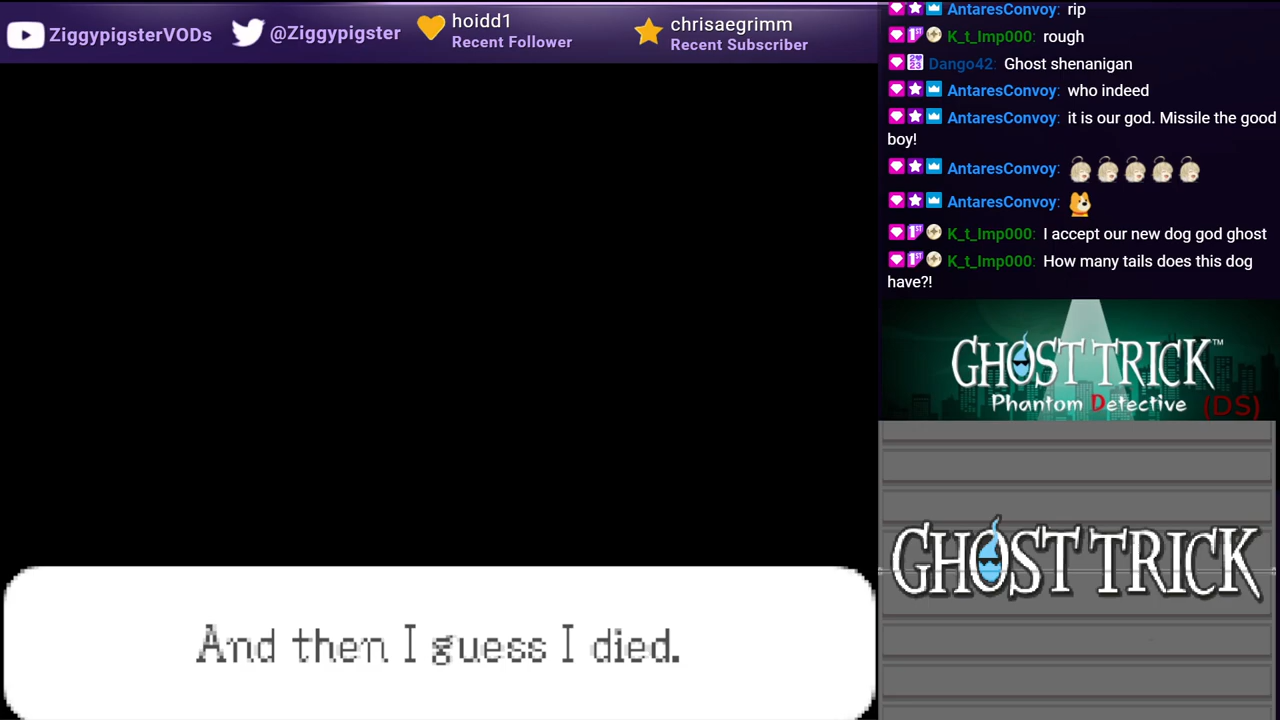 ZiggypigsterVODs
@Ziggypigster
hoidd1
Recent Follower
chrisaegrimm
Recent Subscriber
AntaresConvoy: rip
K_t_Imp000: rough
Dango42: Ghost shenanigan
AntaresConvoy: who indeed
AntaresConvoy: it is our god. Missile the good
boy!
AntaresConvoy:
AntaresConvoy:
K_t_Imp000: I accept our new dog god ghost
K_t_Imp000: How many tails does this dog
have?!
GHOST TRICK™
Phantom Detective (DS)
GHOST TRICK
And then I guess I died.